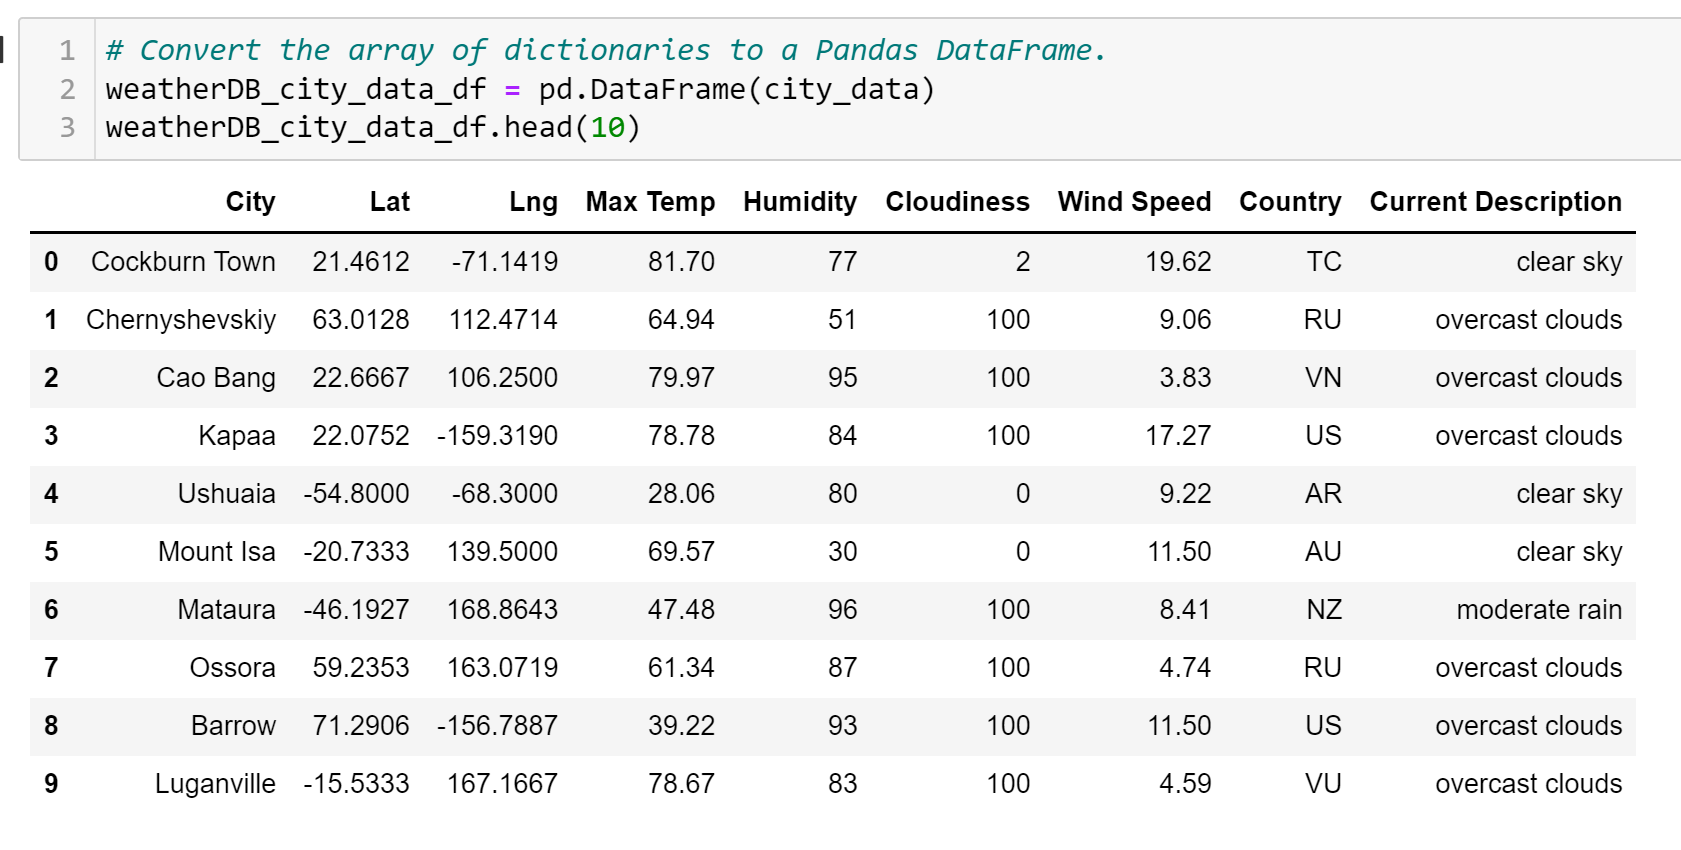 1 # Convert the array of dictionaries to a Pandas DataFrame.
2 weatherDB_city_data_df = pd.DataFrame(city_data)
3 weatherDB_city_data_df.head(10)
City Lat Lng Max Temp Humidity Cloudiness Wind Speed Country Current Description
0 Cockburn Town 21.4612 -71.1419 81.70 77 2 19.62 TC clear sky
1 Chernyshevskiy 63.0128 112.4714 64.94 51 100 9.06 RU overcast clouds
2 Cao Bang 22.6667 106.2500 79.97 95 100 3.83 VN overcast clouds
3 Kapaa 22.0752 -159.3190 78.78 84 100 17.27 US overcast clouds
4 Ushuaia -54.8000 -68.3000 28.06 80 0 9.22 AR clear sky
5 Mount Isa -20.7333 139.5000 69.57 30 0 11.50 AU clear sky
6 Mataura -46.1927 168.8643 47.48 96 100 8.41 NZ moderate rain
7 Ossora 59.2353 163.0719 61.34 87 100 4.74 RU overcast clouds
8 Barrow 71.2906 -156.7887 39.22 93 100 11.50 US overcast clouds
9 Luganville -15.5333 167.1667 78.67 83 100 4.59 VU overcast clouds